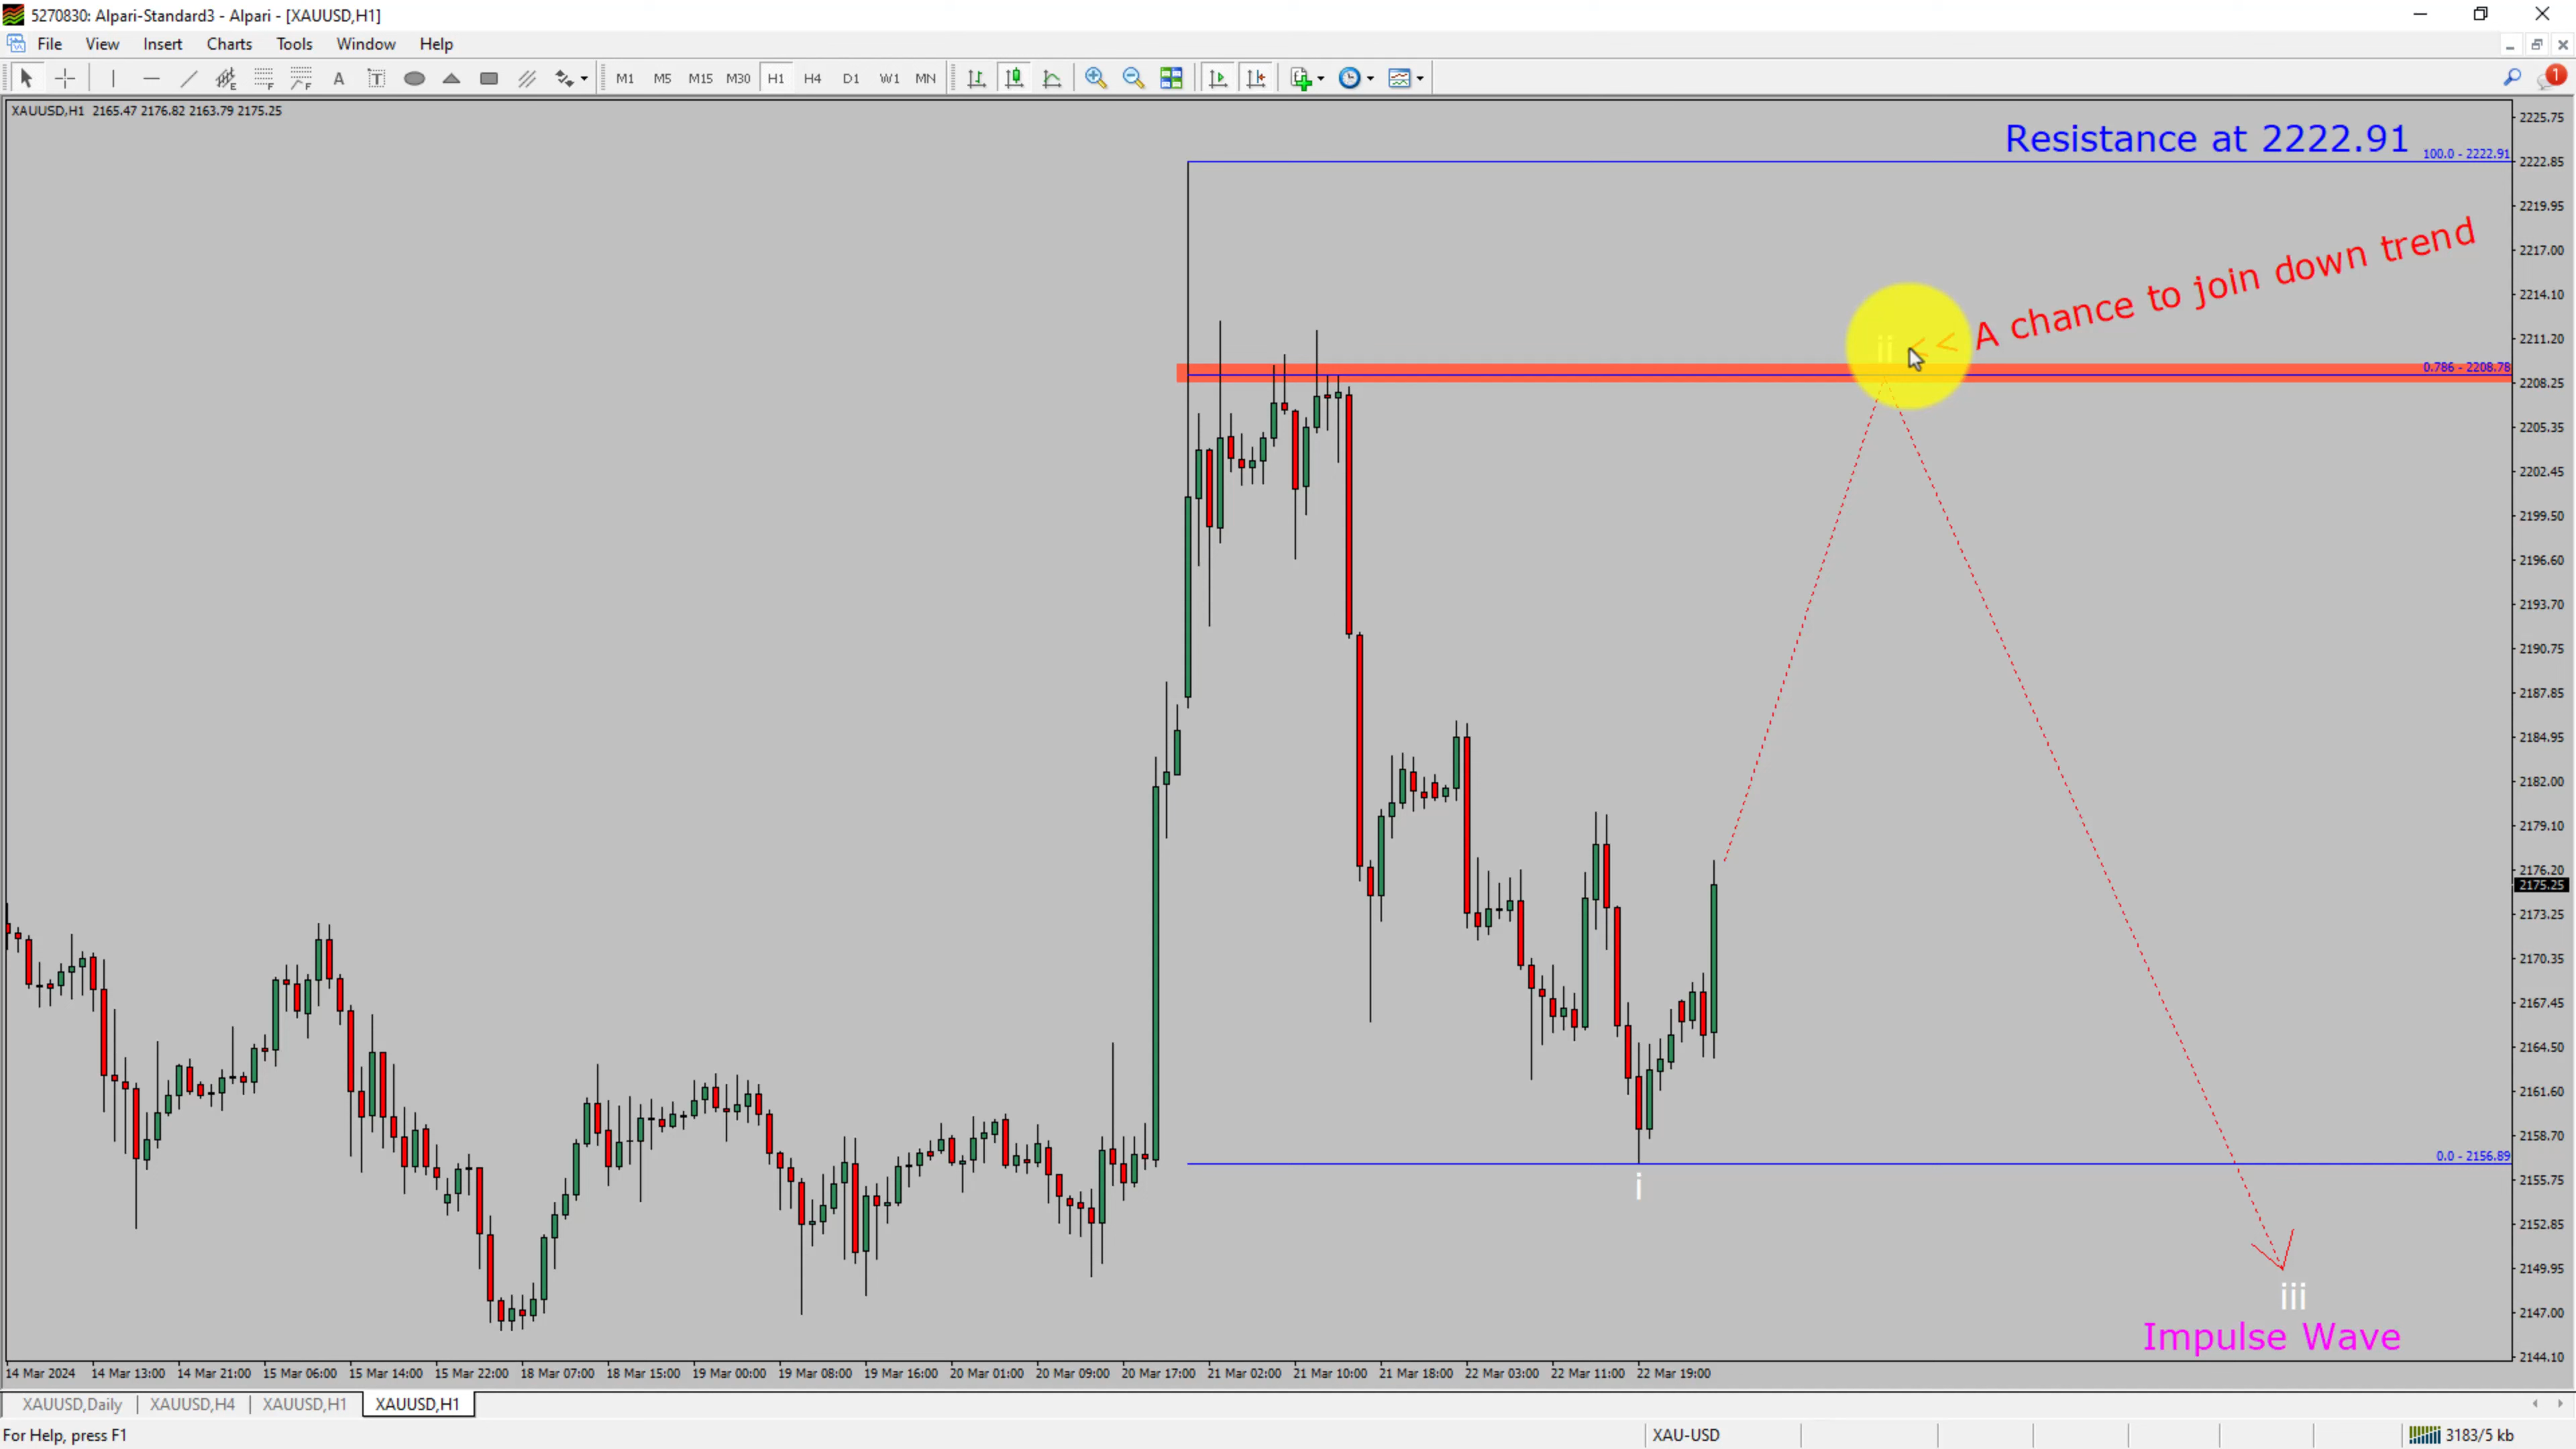 5270830: Alpari-Standard3 - Alpari - [XAUUSD,H1]
File View Insert Charts Tools Window Help
A T M1 M5 M15 M30 H1 H4 D1 W1 MN 1
XAUUSD,H1 2165.47 2176.82 2163.79 2175.25
2225.75
Resistance at 2222.91
100.0 - 2222.91
2222.85
2219.95
2217.00
<< A chance to join down trend
2214.10
2211.20
ii
0.786 - 2208.78
2208.25
2205.35
2202.45
2199.50
2196.60
2193.70
2190.75
2187.85
2184.95
2182.00
2179.10
2176.20
2175.25
2173.25
2170.35
2167.45
2164.50
2161.60
2158.70
0.0 - 2156.89
2155.75
i
2152.85
2149.95
iii
2147.00
Impulse Wave
2144.10
14 Mar 2024 14 Mar 13:00 14 Mar 21:00 15 Mar 06:00 15 Mar 14:00 15 Mar 22:00 18 Mar 07:00 18 Mar 15:00 19 Mar 00:00 19 Mar 08:00 19 Mar 16:00 20 Mar 01:00 20 Mar 09:00 20 Mar 17:00 21 Mar 02:00 21 Mar 10:00 21 Mar 18:00 22 Mar 03:00 22 Mar 11:00 22 Mar 19:00
XAUUSD,Daily XAUUSD,H4 XAUUSD,H1 XAUUSD,H1
For Help, press F1 XAU-USD 3183/5 kb